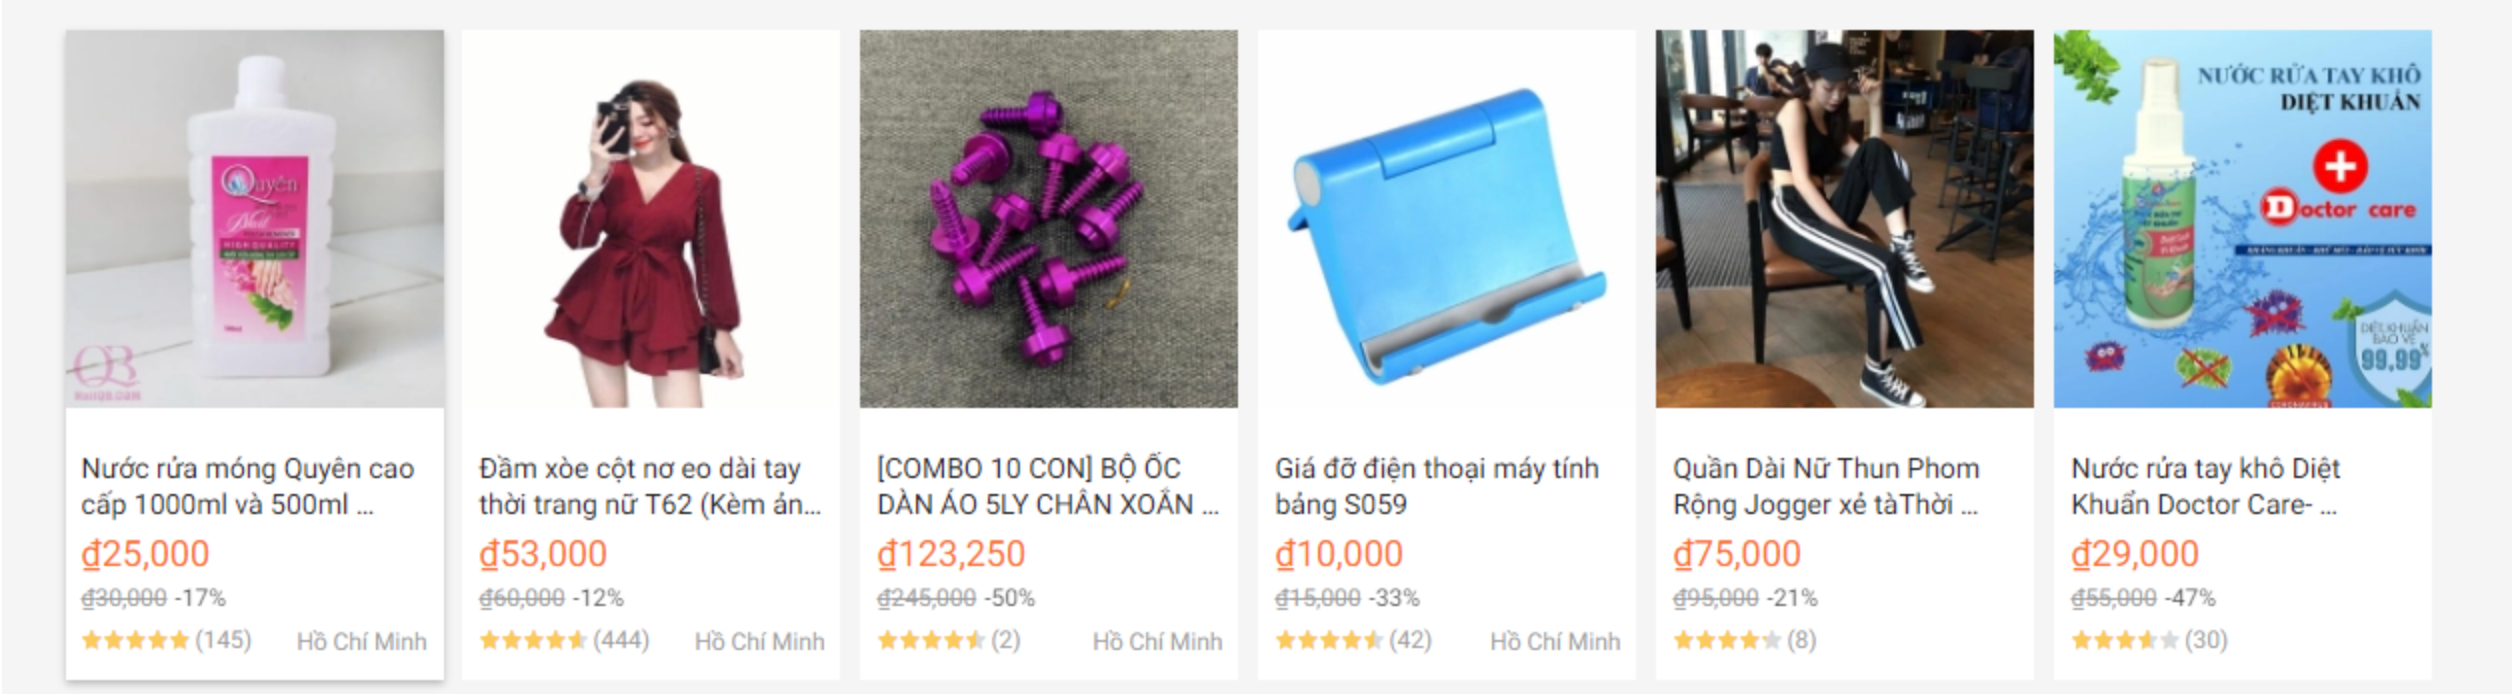 Quyên
Nail
HIGH QUALITY
QB
NailQB.COM
NƯỚC RỬA TAY KHÔ
DIỆT KHUẨN
Doctor care
DIỆT KHUẨN
BẢO VỆ
99,99%
Nước rửa móng Quyên cao
cấp 1000ml và 500ml ...
₫25,000
₫30,000 -17%
(145) Hồ Chí Minh
Đầm xòe cột nơ eo dài tay
thời trang nữ T62 (Kèm ản...
₫53,000
₫60,000 -12%
(444) Hồ Chí Minh
[COMBO 10 CON] BỘ ỐC
DÀN ÁO 5LY CHÂN XOẮN ...
₫123,250
₫245,000 -50%
(2) Hồ Chí Minh
Giá đỡ điện thoại máy tính
bảng S059
₫10,000
₫15,000 -33%
(42) Hồ Chí Minh
Quần Dài Nữ Thun Phom
Rộng Jogger xẻ tàThời ...
₫75,000
₫95,000 -21%
(8)
Nước rửa tay khô Diệt
Khuẩn Doctor Care- ...
₫29,000
₫55,000 -47%
(30)